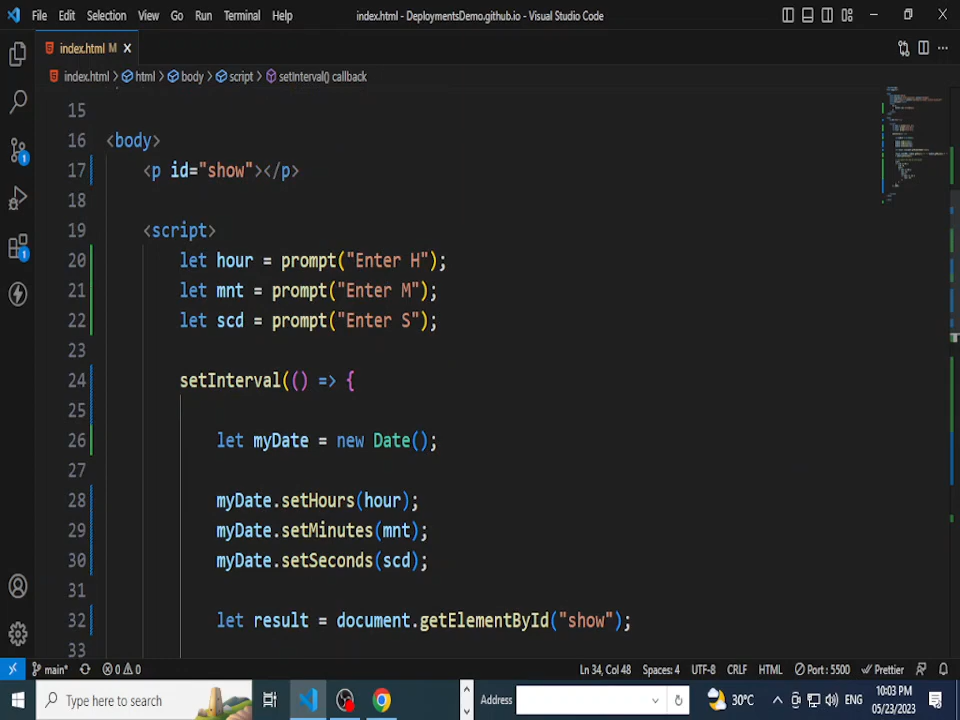 File Edit Selection View Go Run Terminal Help index.html - DeploymentsDemo.github.io - Visual Studio Code
index.html M
index.html > html > body > script > setInterval() callback
15
16 <body>
17 <p id="show"></p>
18
19 <script>
20 let hour = prompt("Enter H");
21 let mnt = prompt("Enter M");
22 let scd = prompt("Enter S");
23
24 setInterval(() => {
25
26 let myDate = new Date();
27
28 myDate.setHours(hour);
29 myDate.setMinutes(mnt);
30 myDate.setSeconds(scd);
31
32 let result = document.getElementById("show");
33
1
1
main* 0 0 Ln 34, Col 48 Spaces: 4 UTF-8 CRLF HTML Port : 5500 Prettier
Type here to search Address 30°C ENG 10:03 PM
05/23/2023